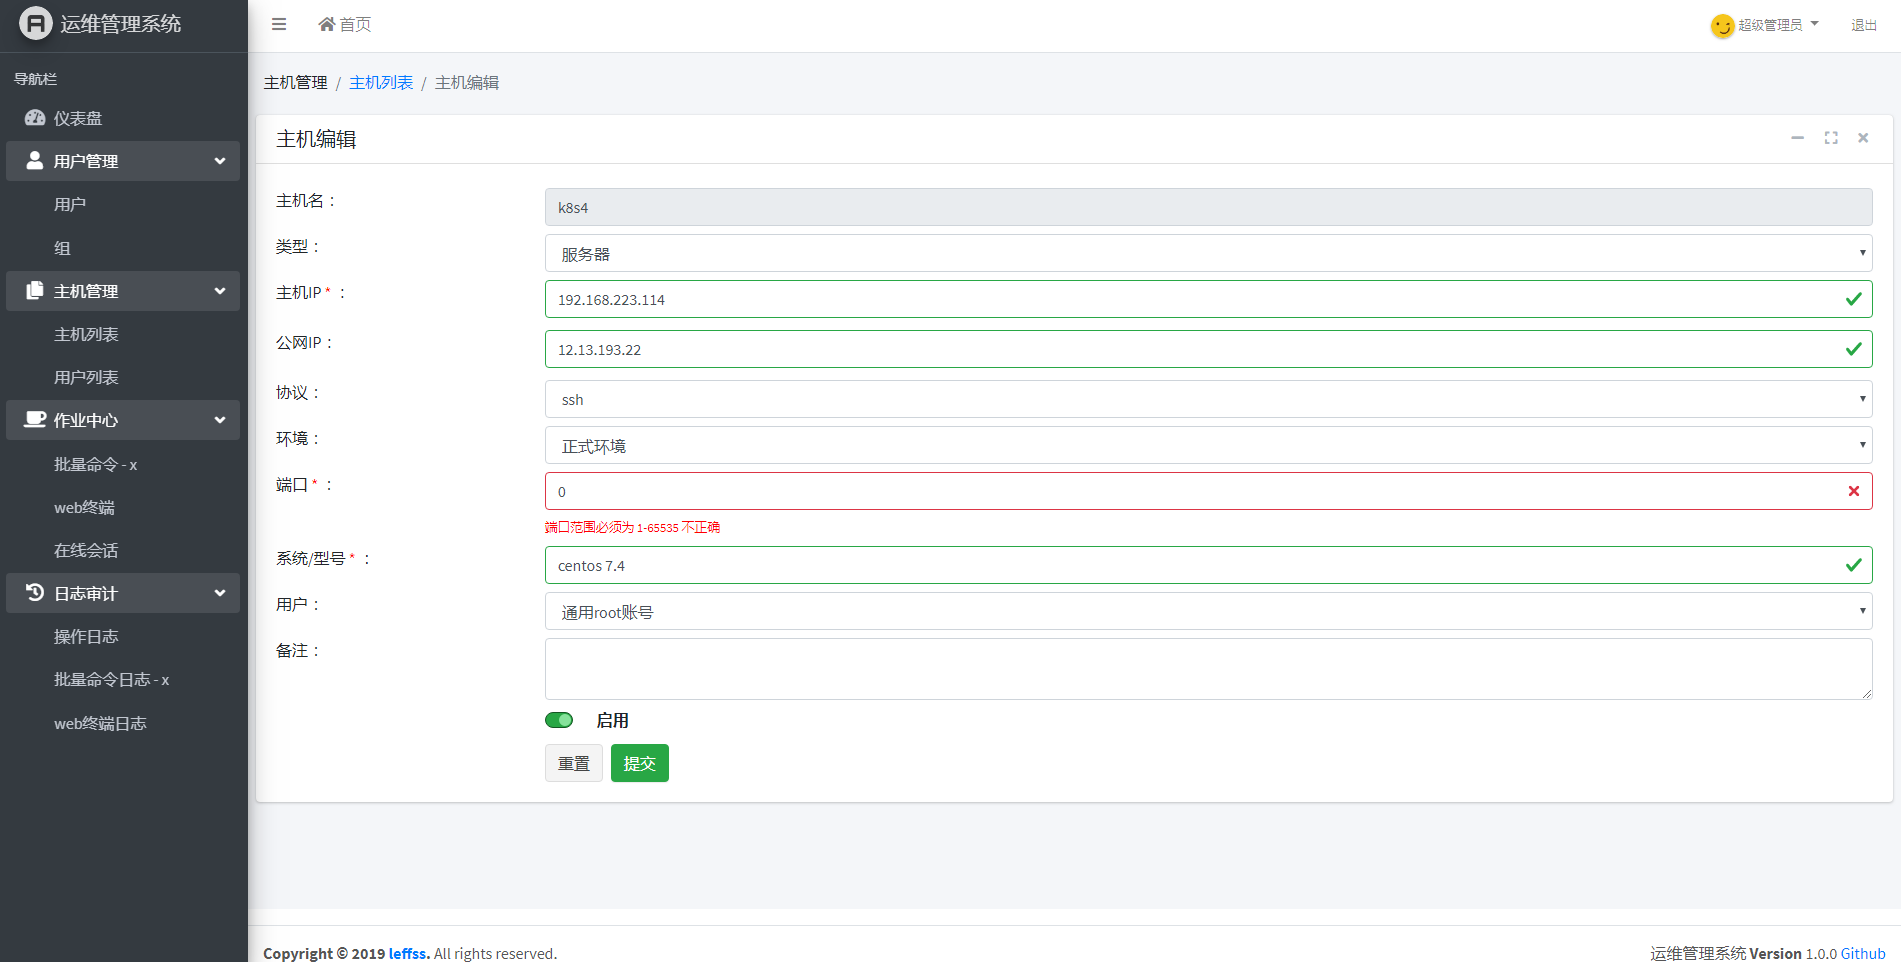 运维管理系统
首页
超级管理员
退出
导航栏
仪表盘
用户管理
用户
组
主机管理
主机列表
用户列表
作业中心
批量命令 - x
web终端
在线会话
日志审计
操作日志
批量命令日志 - x
web终端日志
主机管理 / 主机列表 / 主机编辑
主机编辑
主机名：
k8s4
类型：
服务器
主机IP * ：
192.168.223.114
公网IP：
12.13.193.22
协议：
ssh
环境：
正式环境
端口 * ：
0
端口范围必须为 1-65535 不正确
系统/型号 * ：
centos 7.4
用户：
通用root账号
备注：
启用
重置
提交
Copyright © 2019 leffss. All rights reserved.
运维管理系统 Version 1.0.0 Github